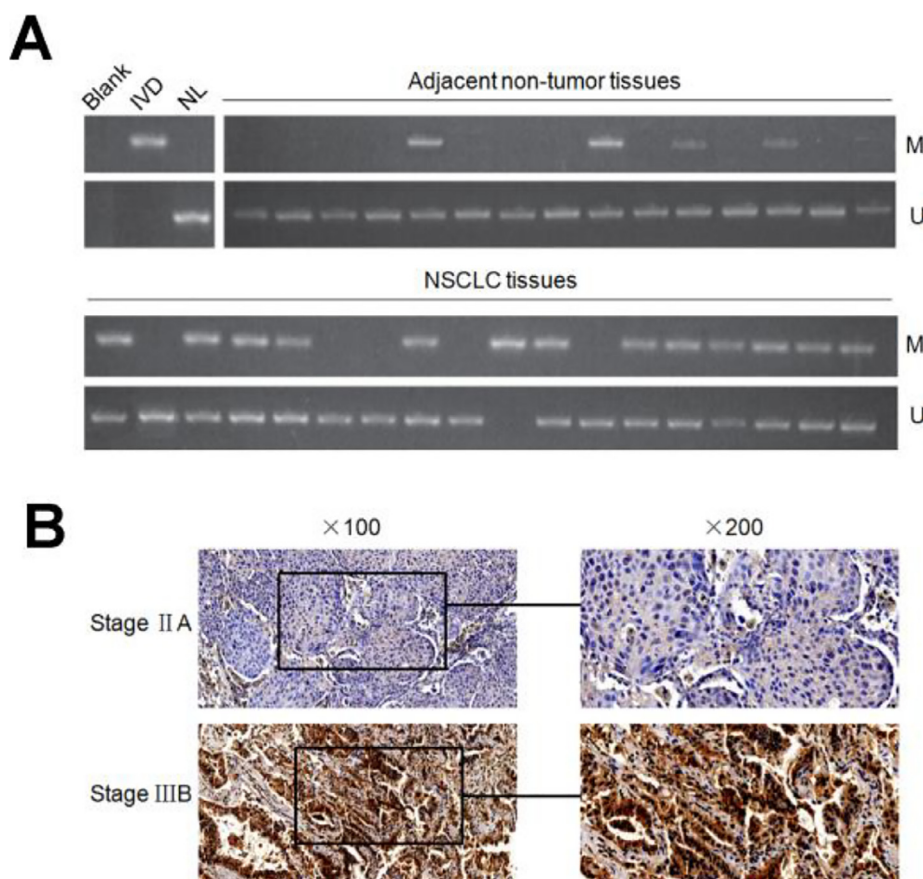 A
Blank IVD NL
Adjacent non-tumor tissues
M
U
NSCLC tissues
M
U
B
×100 ×200
Stage ⅡA
Stage ⅢB